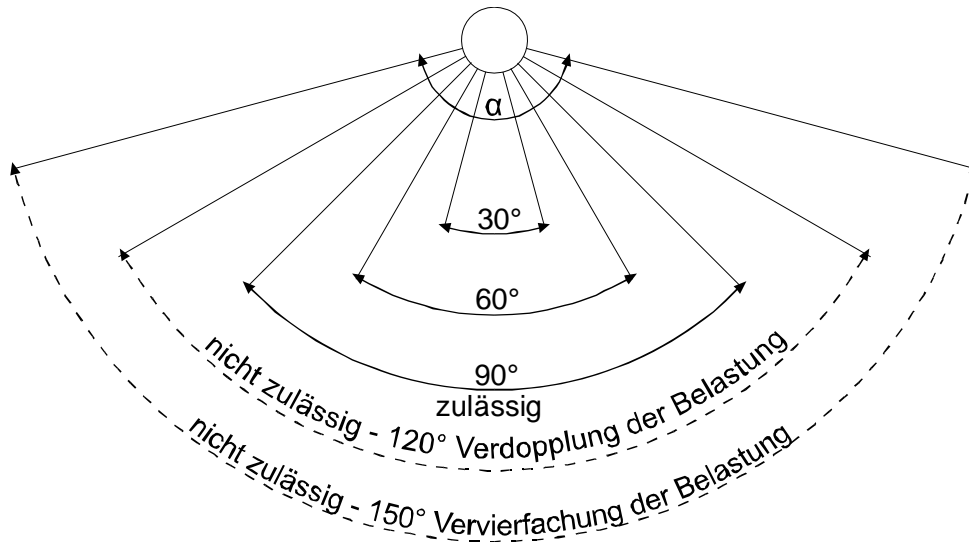 α
30°
60°
90°
zulässig
nicht zulässig - 120° Verdopplung der Belastung
nicht zulässig - 150° Vervierfachung der Belastung